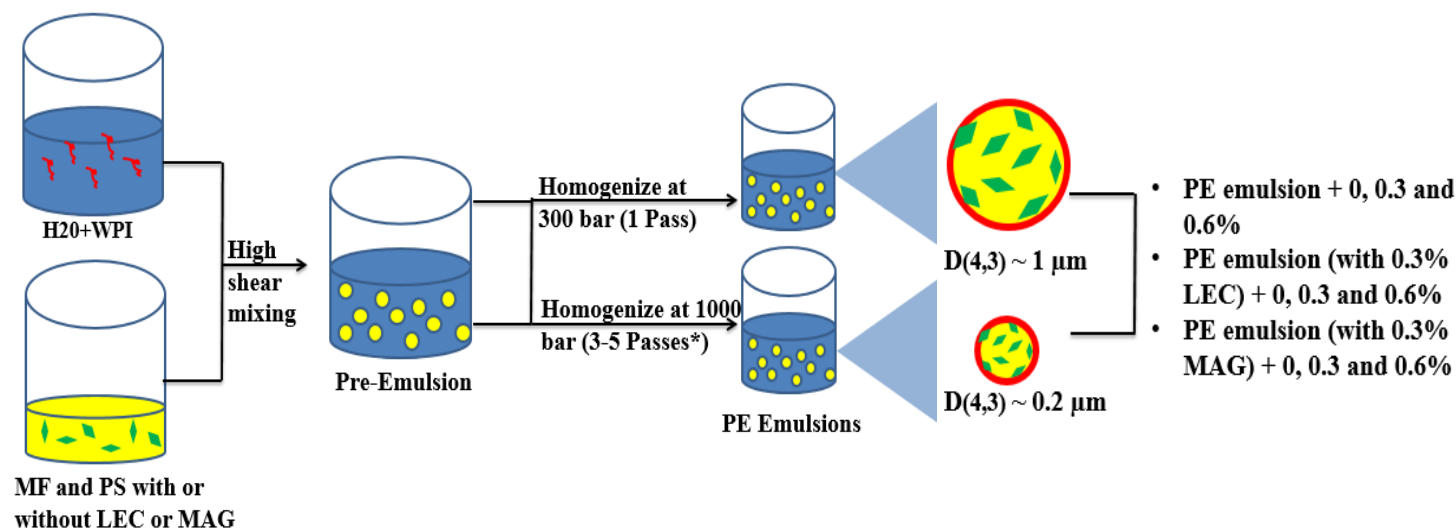 H20+WPI
MF and PS with or
without LEC or MAG
High
shear
mixing
Pre-Emulsion
Homogenize at
300 bar (1 Pass)
Homogenize at 1000
bar (3-5 Passes*)
PE Emulsions
D(4,3) ~ 1 μm
D(4,3) ~ 0.2 μm
• PE emulsion + 0, 0.3 and
0.6%
• PE emulsion (with 0.3%
LEC) + 0, 0.3 and 0.6%
• PE emulsion (with 0.3%
MAG) + 0, 0.3 and 0.6%